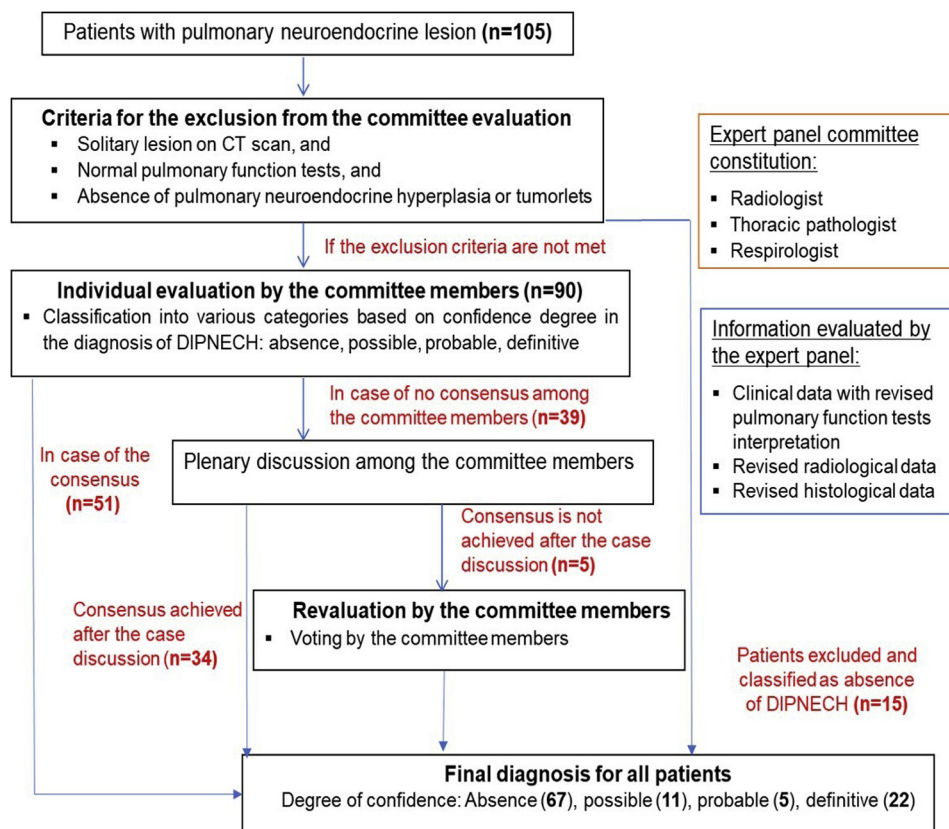 Patients with pulmonary neuroendocrine lesion (n=105)
Criteria for the exclusion from the committee evaluation
▪ Solitary lesion on CT scan, and
▪ Normal pulmonary function tests, and
▪ Absence of pulmonary neuroendocrine hyperplasia or tumorlets
Expert panel committee
constitution:
▪ Radiologist
▪ Thoracic pathologist
▪ Respirologist
If the exclusion criteria are not met
Individual evaluation by the committee members (n=90)
▪ Classification into various categories based on confidence degree in
the diagnosis of DIPNECH: absence, possible, probable, definitive
Information evaluated by
the expert panel:
▪ Clinical data with revised
pulmonary function tests
interpretation
▪ Revised radiological data
▪ Revised histological data
In case of no consensus among
the committee members (n=39)
In case of the
consensus
(n=51)
Plenary discussion among the committee members
Consensus is not
achieved after the case
discussion (n=5)
Consensus achieved
after the case
discussion (n=34)
Revaluation by the committee members
▪ Voting by the committee members
Patients excluded and
classified as absence
of DIPNECH (n=15)
Final diagnosis for all patients
Degree of confidence: Absence (67), possible (11), probable (5), definitive (22)